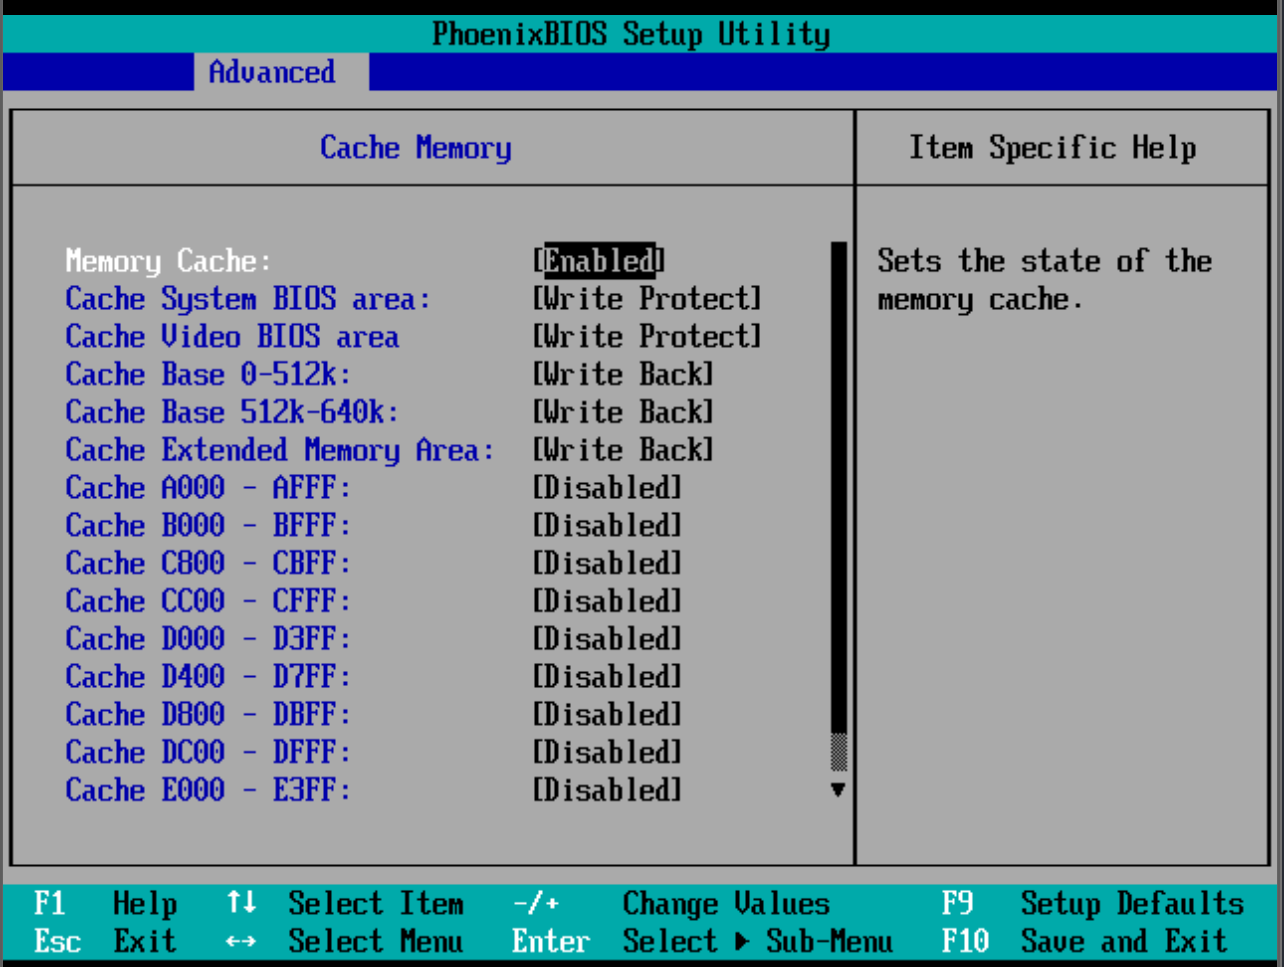 PhoenixBIOS Setup Utility
Advanced
Cache Memory
Item Specific Help
Memory Cache: [Enabled]
Cache System BIOS area: [Write Protect]
Cache Video BIOS area [Write Protect]
Cache Base 0-512k: [Write Back]
Cache Base 512k-640k: [Write Back]
Cache Extended Memory Area: [Write Back]
Cache A000 - AFFF: [Disabled]
Cache B000 - BFFF: [Disabled]
Cache C800 - CBFF: [Disabled]
Cache CC00 - CFFF: [Disabled]
Cache D000 - D3FF: [Disabled]
Cache D400 - D7FF: [Disabled]
Cache D800 - DBFF: [Disabled]
Cache DC00 - DFFF: [Disabled]
Cache E000 - E3FF: [Disabled]
Sets the state of the
memory cache.
F1 Help ↑↓ Select Item -/+ Change Values F9 Setup Defaults
Esc Exit ↔ Select Menu Enter Select ▶ Sub-Menu F10 Save and Exit